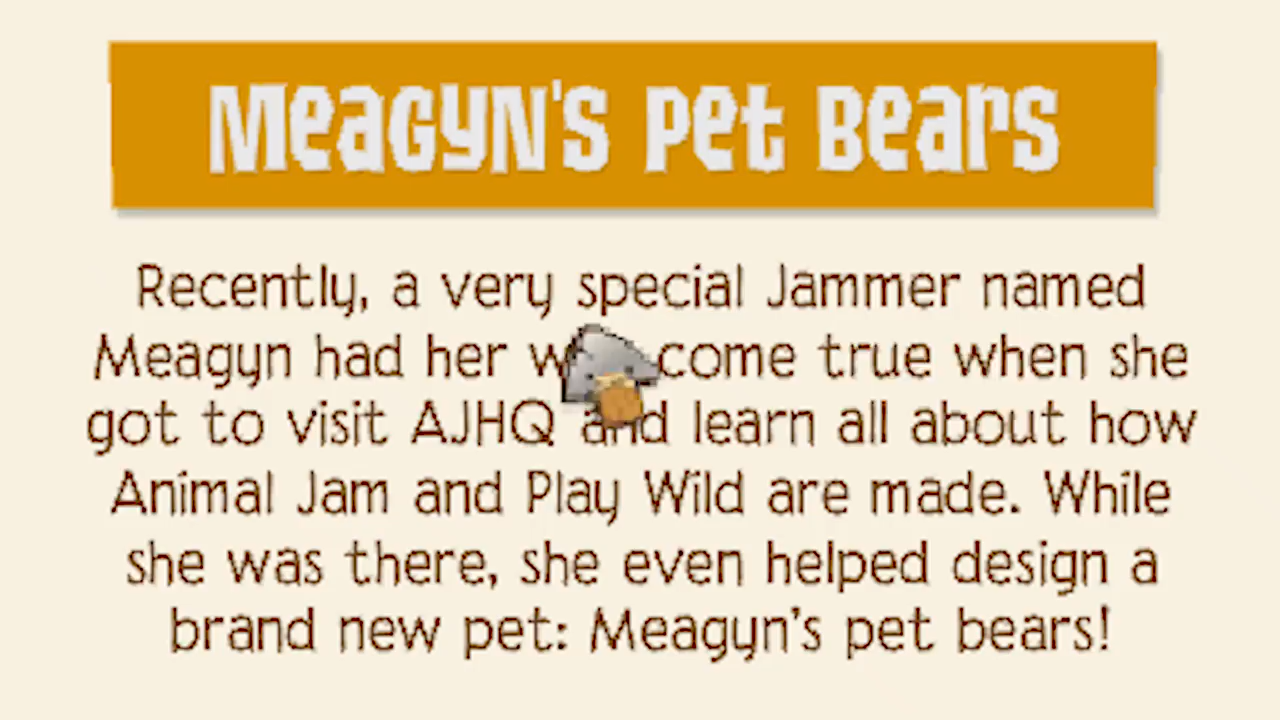 Meagyn's Pet Bears
Recently, a very special Jammer named
Meagyn had her come true when she
got to visit AJHQ and learn all about how
Animal Jam and Play Wild are made. While
she was there, she even helped design a
brand new pet: Meagyn's pet bears!